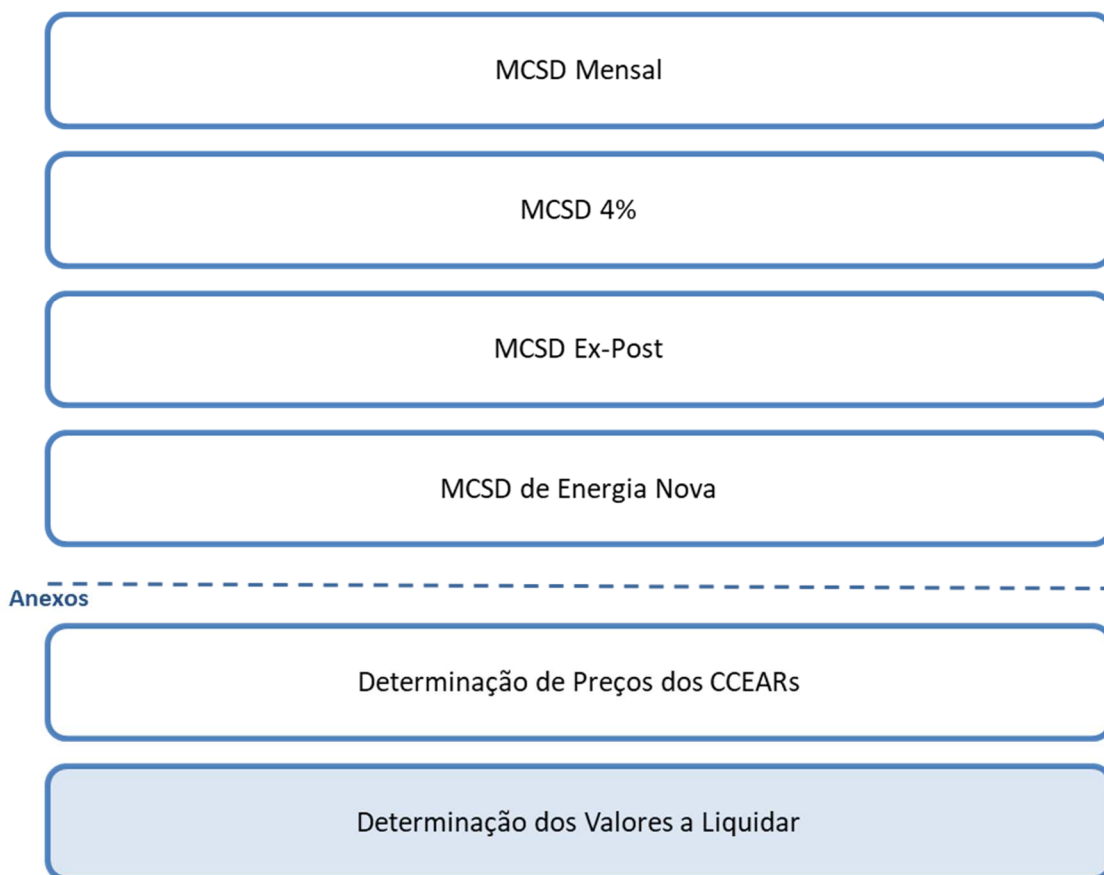 MCSD Mensal
MCSD 4%
MCSD Ex-Post
MCSD de Energia Nova
Anexos
Determinação de Preços dos CCEARs
Determinação dos Valores a Liquidar